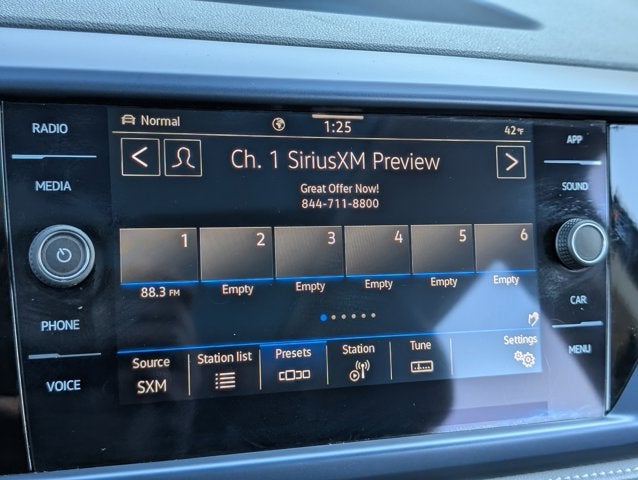 RADIO
MEDIA
PHONE
VOICE
Normal
1:25
42°F
Ch. 1 SiriusXM Preview
Great Offer Now!
844-711-8800
1 2 3 4 5 6
88.3 FM Empty Empty Empty Empty Empty
Source Station list Presets Station Tune Settings
SXM
APP
SOUND
CAR
MENU